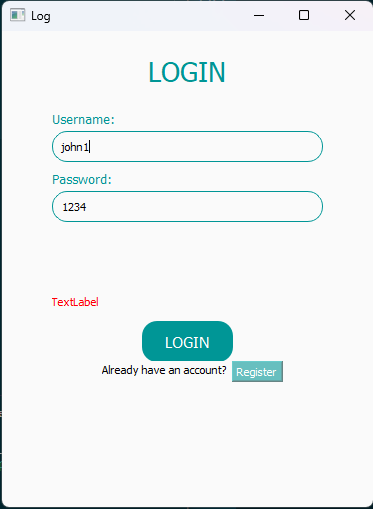 Log
LOGIN
Username:
john1
Password:
1234
TextLabel
LOGIN
Already have an account? Register